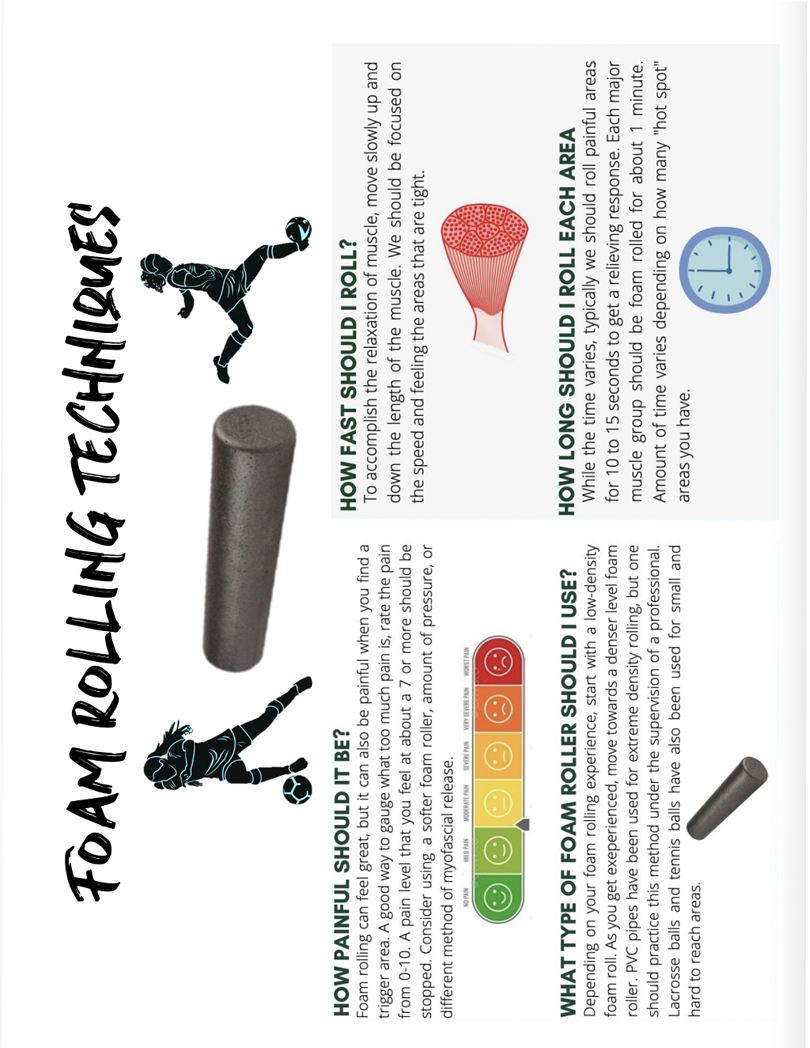 FOAM ROLLING TECHNIQUES
HOW PAINFUL SHOULD IT BE?
Foam rolling can feel great, but it can also be painful when you find a
trigger area. A good way to gauge what too much pain is, rate the pain
from 0-10. A pain level that you feel at about a 7 or more should be
stopped. Consider using a softer foam roller, amount of pressure, or
different method of myofascial release.
NO PAIN
MILD PAIN
MODERATE PAIN
SEVERE PAIN
VERY SEVERE PAIN
WORST PAIN
HOW FAST SHOULD I ROLL?
To accomplish the relaxation of muscle, move slowly up and
down the length of the muscle. We should be focused on
the speed and feeling the areas that are tight.
WHAT TYPE OF FOAM ROLLER SHOULD I USE?
Depending on your foam rolling experience, start with a low-density
foam roll. As you get exeperienced, move towards a denser level foam
roller. PVC pipes have been used for extreme density rolling, but one
should practice this method under the supervision of a professional.
Lacrosse balls and tennis balls have also been used for small and
hard to reach areas.
HOW LONG SHOULD I ROLL EACH AREA
While the time varies, typically we should roll painful areas
for 10 to 15 seconds to get a relieving response. Each major
muscle group should be foam rolled for about 1 minute.
Amount of time varies depending on how many "hot spot"
areas you have.